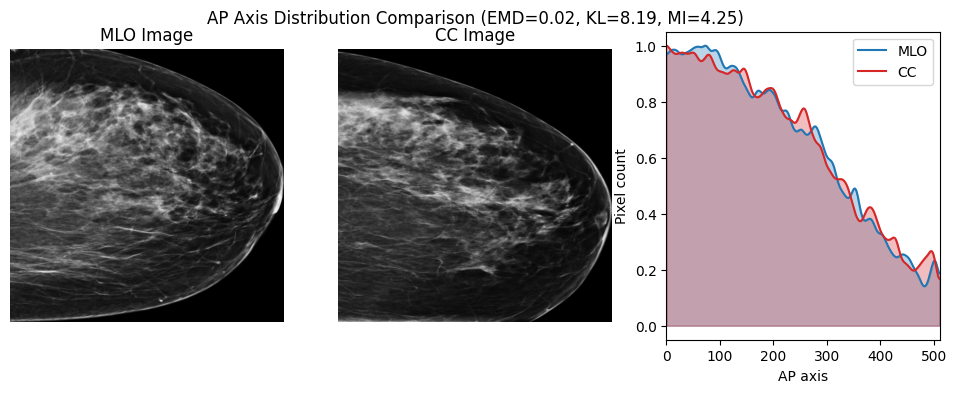 AP Axis Distribution Comparison (EMD=0.02, KL=8.19, MI=4.25)
MLO Image
CC Image
MLO
CC
Pixel count
1.0
0.8
0.6
0.4
0.2
0.0
0 100 200 300 400 500
AP axis